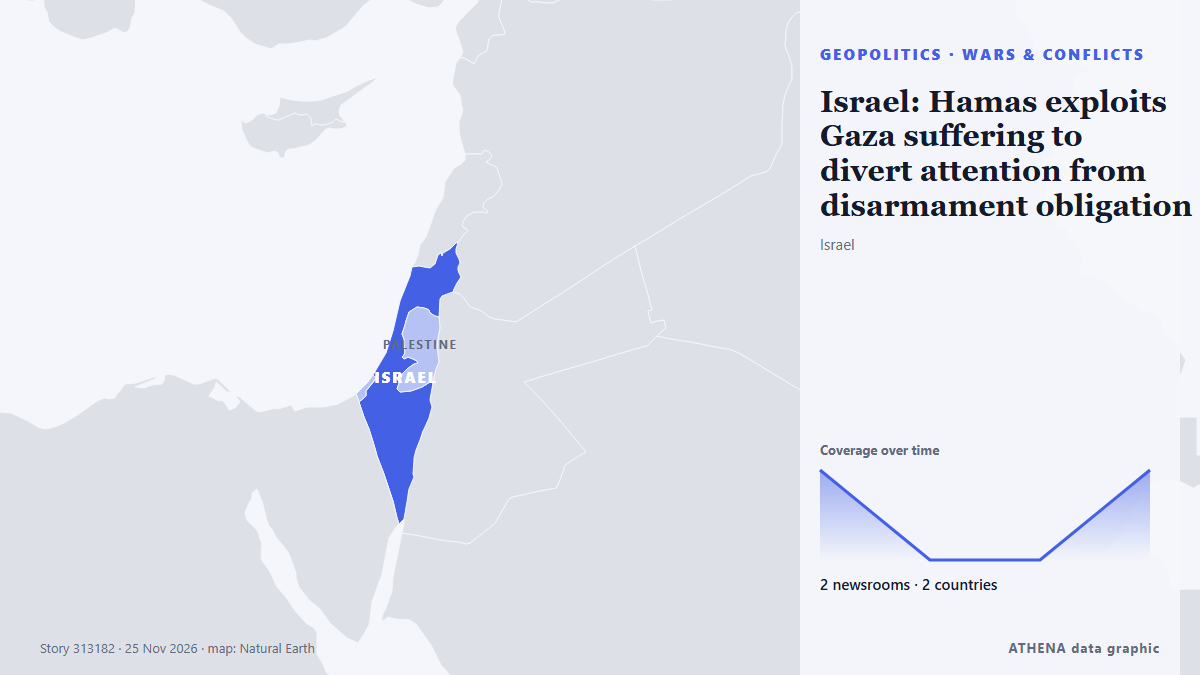 GEOPOLITICS · WARS & CONFLICTS
Israel: Hamas exploits
Gaza suffering to
divert attention from
disarmament obligation
Israel
PALESTINE
ISRAEL
Coverage over time
2 newsrooms · 2 countries
Story 313182 · 25 Nov 2026 · map: Natural Earth
ATHENA data graphic